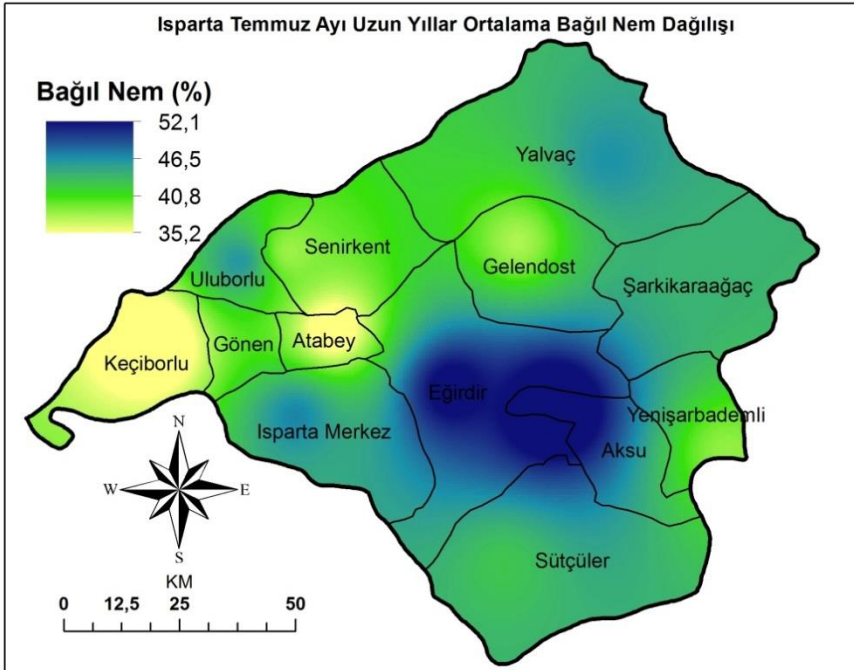 Isparta Temmuz Ayı Uzun Yıllar Ortalama Bağıl Nem Dağılışı
Bağıl Nem (%)
52,1
46,5
40,8
35,2
Yalvaç
Senirkent
Gelendost
Uluborlu
Şarkikaraağaç
Atabey
Gönen
Keçiborlu
Eğirdir
Yenişarbademli
Isparta Merkez
Aksu
N
W
E
S
Sütçüler
KM
0 12,5 25 50